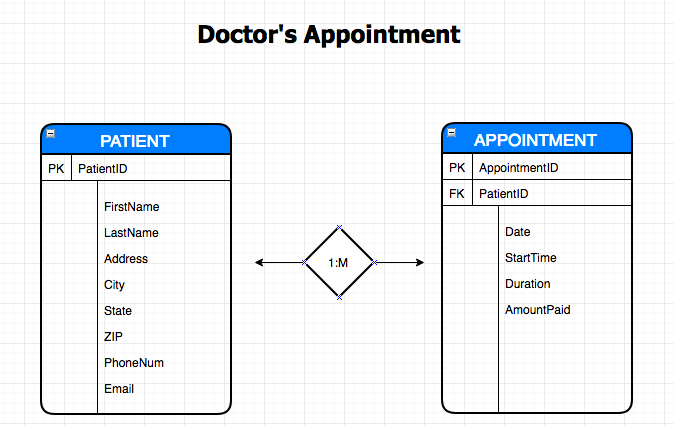 Doctor's Appointment
PATIENT
PK PatientID
FirstName
LastName
Address
City
State
ZIP
PhoneNum
Email
1:M
APPOINTMENT
PK AppointmentID
FK PatientID
Date
StartTime
Duration
AmountPaid